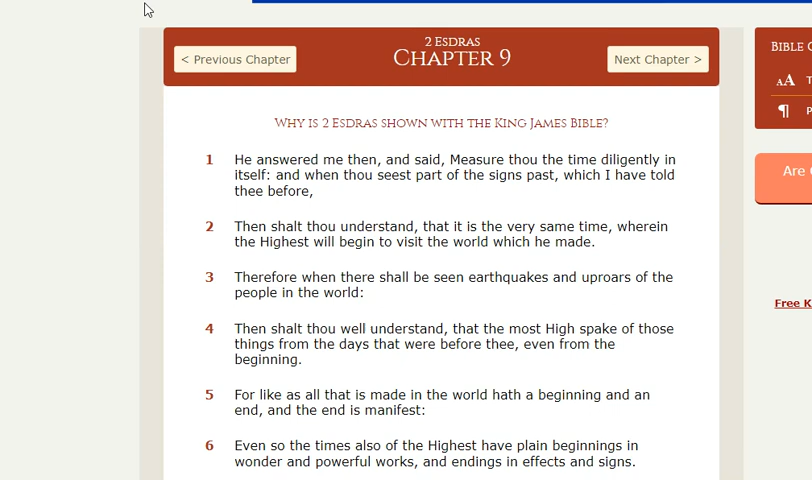 2 Esdras
Chapter 9
< Previous Chapter
Next Chapter >
Why is 2 Esdras shown with the King James Bible?
1 He answered me then, and said, Measure thou the time diligently in
itself: and when thou seest part of the signs past, which I have told
thee before,
2 Then shalt thou understand, that it is the very same time, wherein
the Highest will begin to visit the world which he made.
3 Therefore when there shall be seen earthquakes and uproars of the
people in the world:
4 Then shalt thou well understand, that the most High spake of those
things from the days that were before thee, even from the
beginning.
5 For like as all that is made in the world hath a beginning and an
end, and the end is manifest:
6 Even so the times also of the Highest have plain beginnings in
wonder and powerful works, and endings in effects and signs.
Bible
AA
¶
Are
Free K